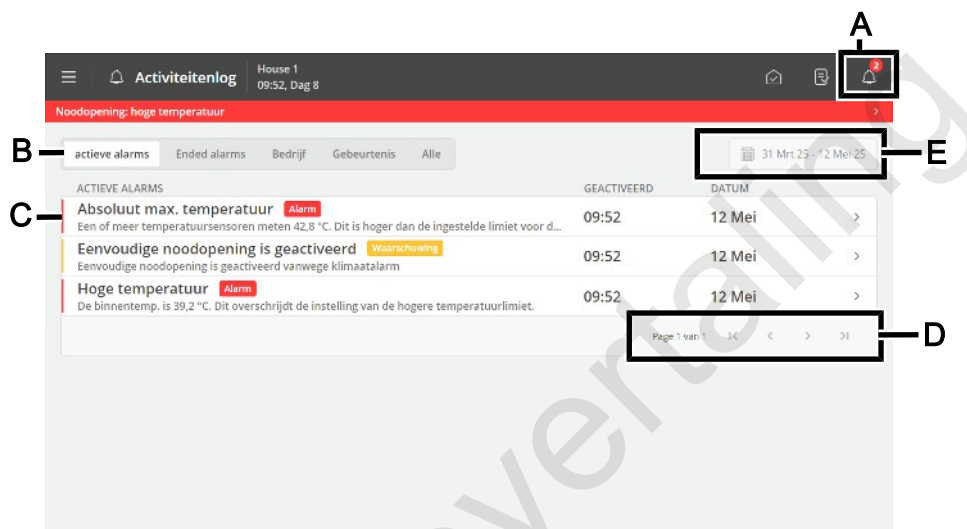 A
Activiteitenlog
House 1
09:52, Dag 8
2
Noodopening: hoge temperatuur
B
actieve alarms Ended alarms Bedrijf Gebeurtenis Alle
31 Mrt 25 - 12 Mei 25
E
ACTIEVE ALARMS GEACTIVEERD DATUM
C
Absoluut max. temperatuur Alarm
Een of meer temperatuursensoren meten 42,8 °C. Dit is hoger dan de ingestelde limiet voor d...
09:52 12 Mei
Eenvoudige noodopening is geactiveerd Waarschuwing
Eenvoudige noodopening is geactiveerd vanwege klimaatalarm
09:52 12 Mei
Hoge temperatuur Alarm
De binnentemp. is 39,2 °C. Dit overschrijdt de instelling van de hogere temperatuurlimiet.
09:52 12 Mei
Page 1 van 1
D
vertaling